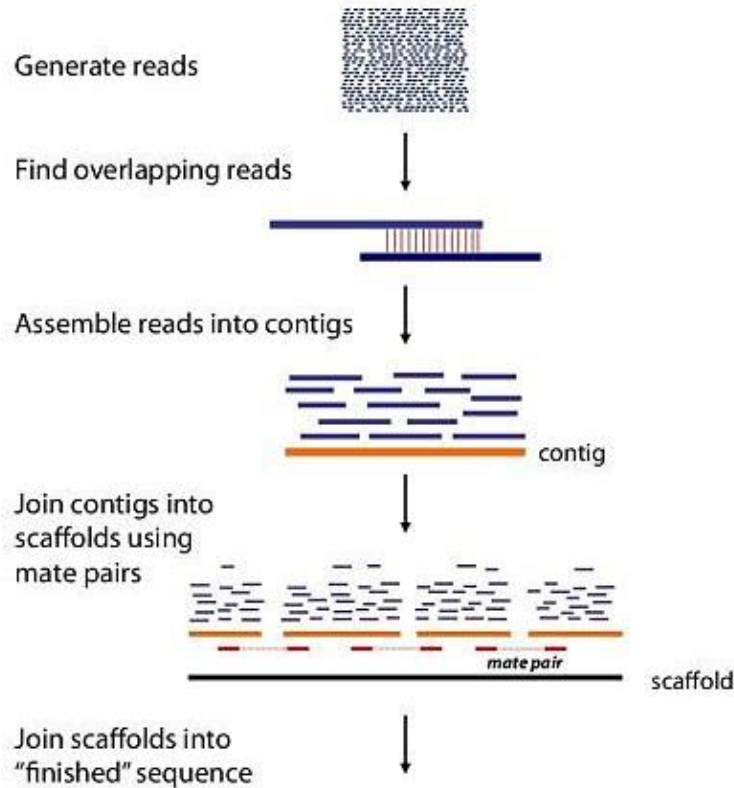 Generate reads
Find overlapping reads
Assemble reads into contigs
contig
Join contigs into
scaffolds using
mate pairs
mate pair
scaffold
Join scaffolds into
“finished” sequence